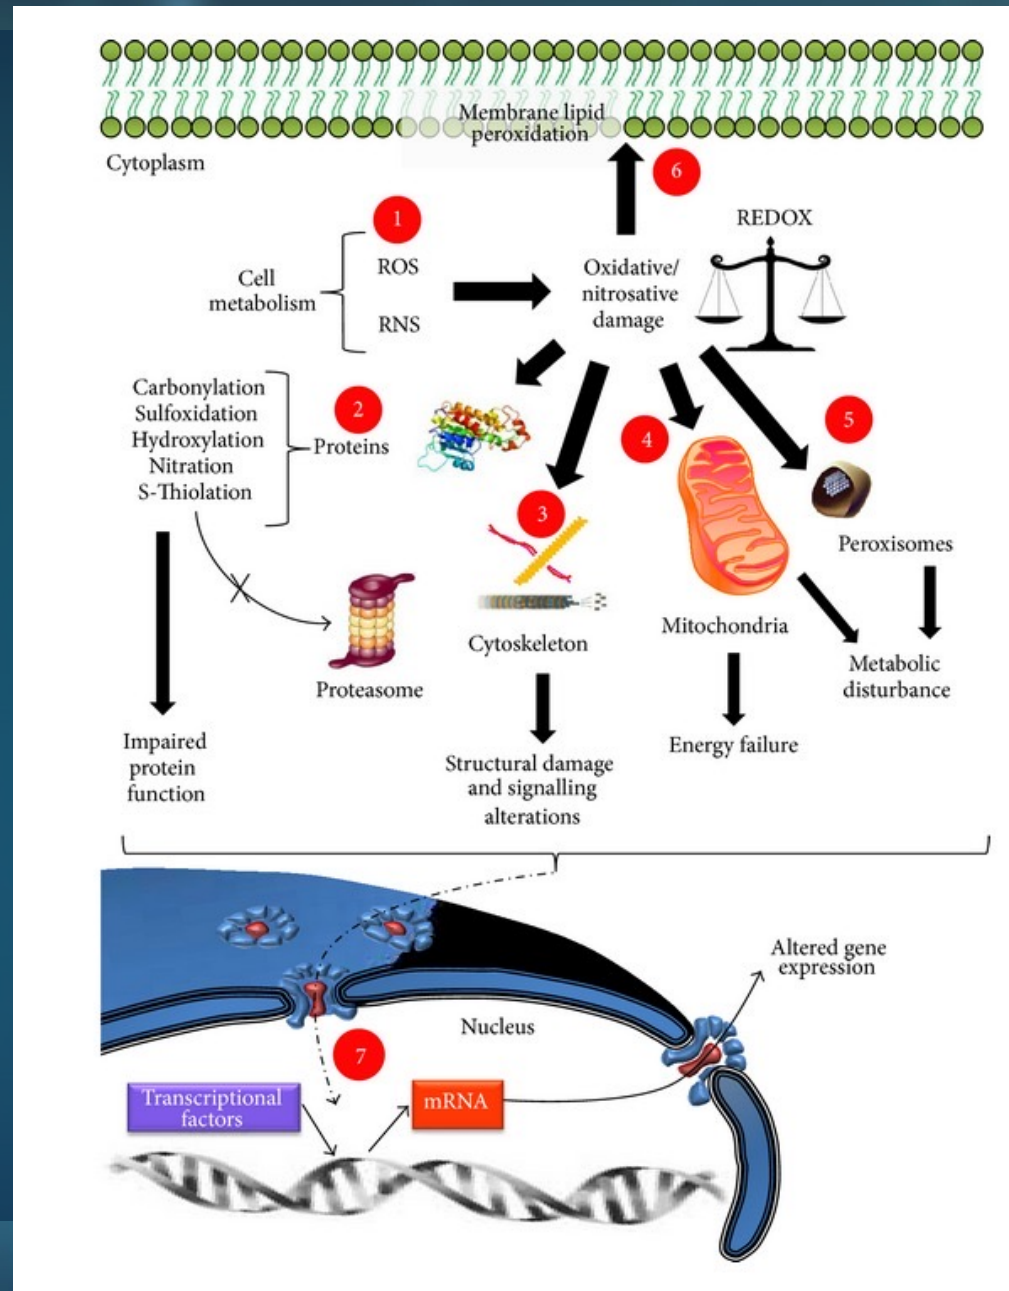 Membrane lipid
peroxidation
Cytoplasm
6
1
REDOX
ROS
Cell
metabolism
RNS
Oxidative/
nitrosative
damage
Carbonylation
Sulfoxidation
Hydroxylation
Nitration
S-Thiolation
2
Proteins
4
5
3
Peroxisomes
Proteasome
Cytoskeleton
Mitochondria
Metabolic
disturbance
Impaired
protein
function
Structural damage
and signalling
alterations
Energy failure
Altered gene
expression
Nucleus
7
Transcriptional
factors
mRNA